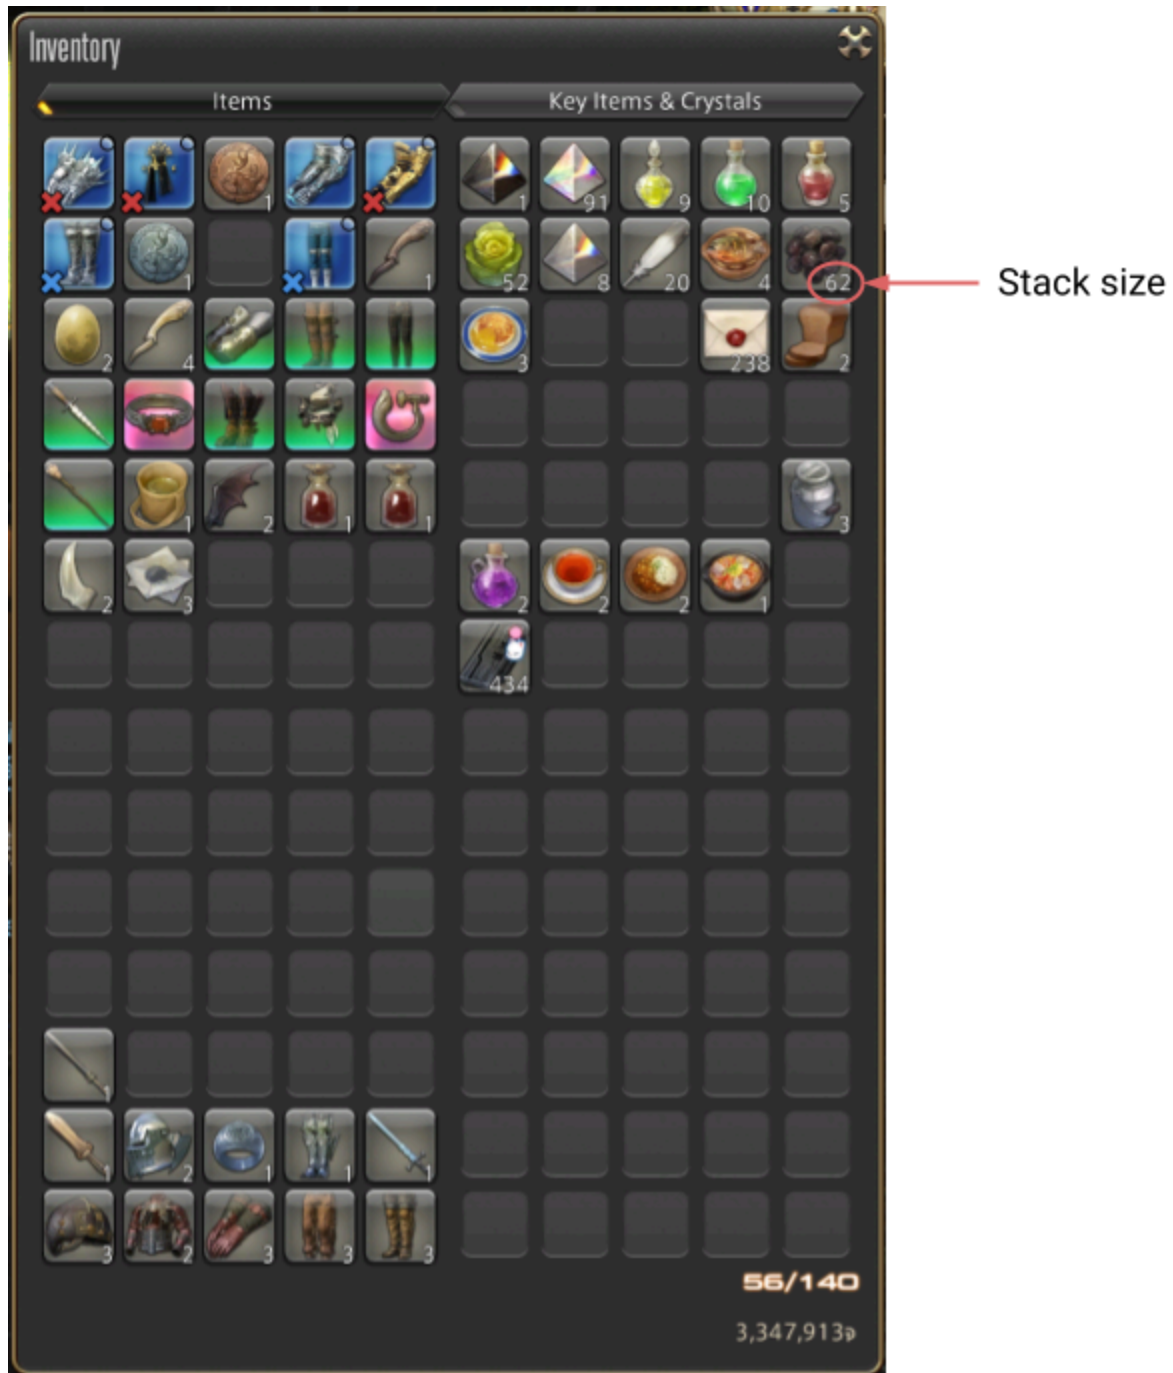 Inventory
Items
Key Items & Crystals
1
1 91 9 10 5
1 1
52 8 20 4 62
Stack size
2 4
3 238 2
1 2 1 1
3
2 3
2 2 2 1
434
1
1 2 1 1 1
3 2 3 3 3
56/140
3,347,913